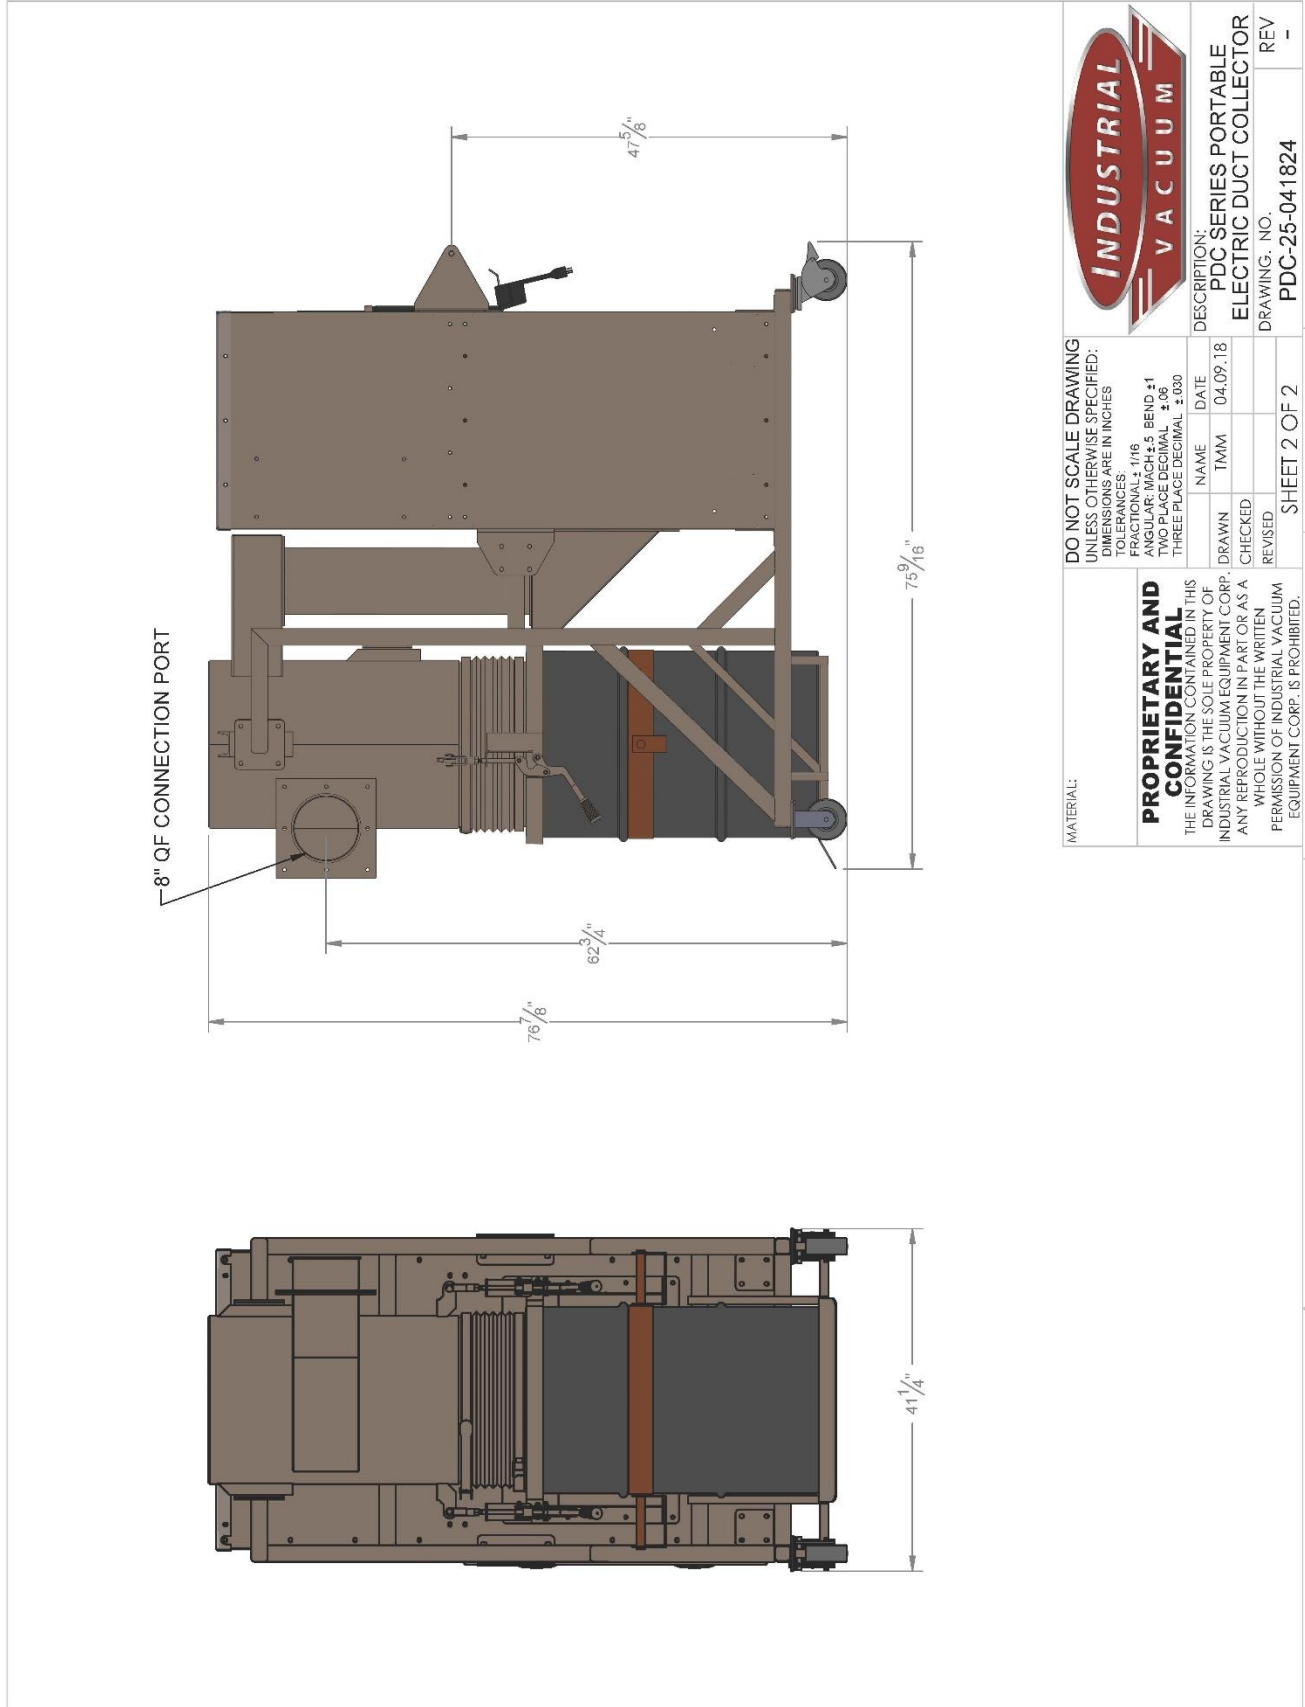 8" QF CONNECTION PORT
47 5/8"
75 9/16"
62 3/4"
76 7/8"
41 1/4"
MATERIAL:
PROPRIETARY AND
CONFIDENTIAL
THE INFORMATION CONTAINED IN THIS
DRAWING IS THE SOLE PROPERTY OF
INDUSTRIAL VACUUM EQUIPMENT CORP.
ANY REPRODUCTION IN PART OR AS A
WHOLE WITHOUT THE WRITTEN
PERMISSION OF INDUSTRIAL VACUUM
EQUIPMENT CORP. IS PROHIBITED.
DO NOT SCALE DRAWING
UNLESS OTHERWISE SPECIFIED:
DIMENSIONS ARE IN INCHES
TOLERANCES:
FRACTIONAL± 1/16
ANGULAR: MACH±.5 BEND ±1
TWO PLACE DECIMAL ±.06
THREE PLACE DECIMAL ±.030
NAME DATE
DRAWN TMM 04.09.18
CHECKED
REVISED
SHEET 2 OF 2
INDUSTRIAL
VACUUM
DESCRIPTION:
PDC SERIES PORTABLE
ELECTRIC DUCT COLLECTOR
DRAWING. NO.
PDC-25-041824
REV
-